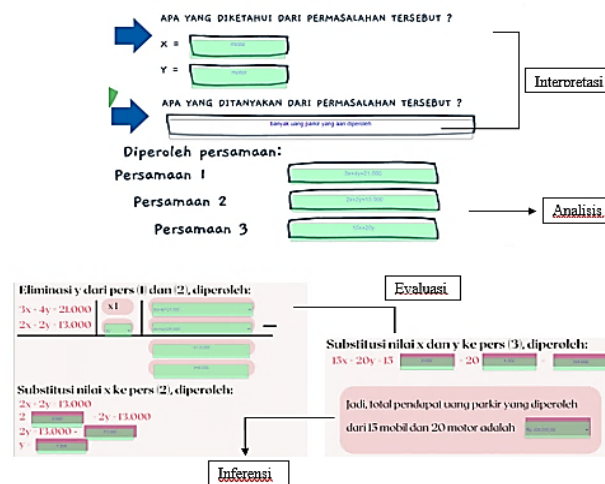 APA YANG DIKETAHUI DARI PERMASALAHAN TERSEBUT ?
X =
mobil
Y =
motor
Interpretasi
APA YANG DITANYAKAN DARI PERMASALAHAN TERSEBUT ?
banyak uang parkir yang
diperoleh
Diperoleh persamaan:
Persamaan 1
3x+4y=21.000
Persamaan 2
2x+2y=13.000
Persamaan 3
15x+20y
Analisis
Evaluasi
Eliminasi y dari pers (1) dan (2), diperoleh:
3x + 4y = 21.000
x1
2x + 2y = 13.000
Substitusi nilai x ke pers (2), diperoleh:
2x + 2y = 13.000
2
+ 2y = 13.000
2y = 13.000 -
y =
Substitusi nilai x dan y ke pers (3), diperoleh:
15x + 20y = 15
+ 20
=
Jadi, total pendapat uang parkir yang diperoleh
dari 15 mobil dan 20 motor adalah
Inferensi